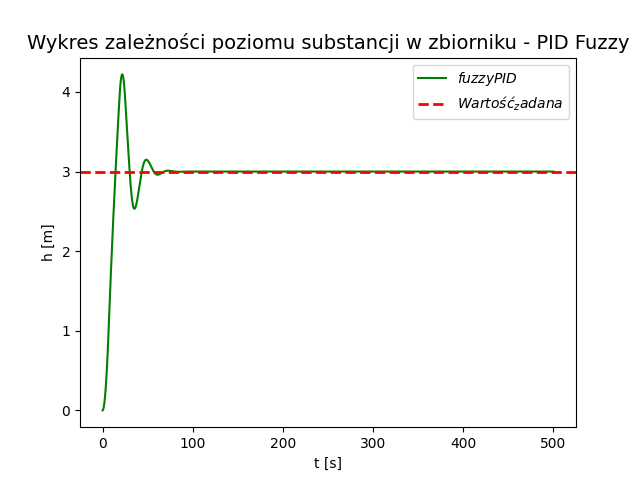 Wykres zależności poziomu substancji w zbiorniku - PID Fuzzy
fuzzyPID
Wartość_zadana
h [m]
4
3
2
1
0
0 100 200 300 400 500
t [s]